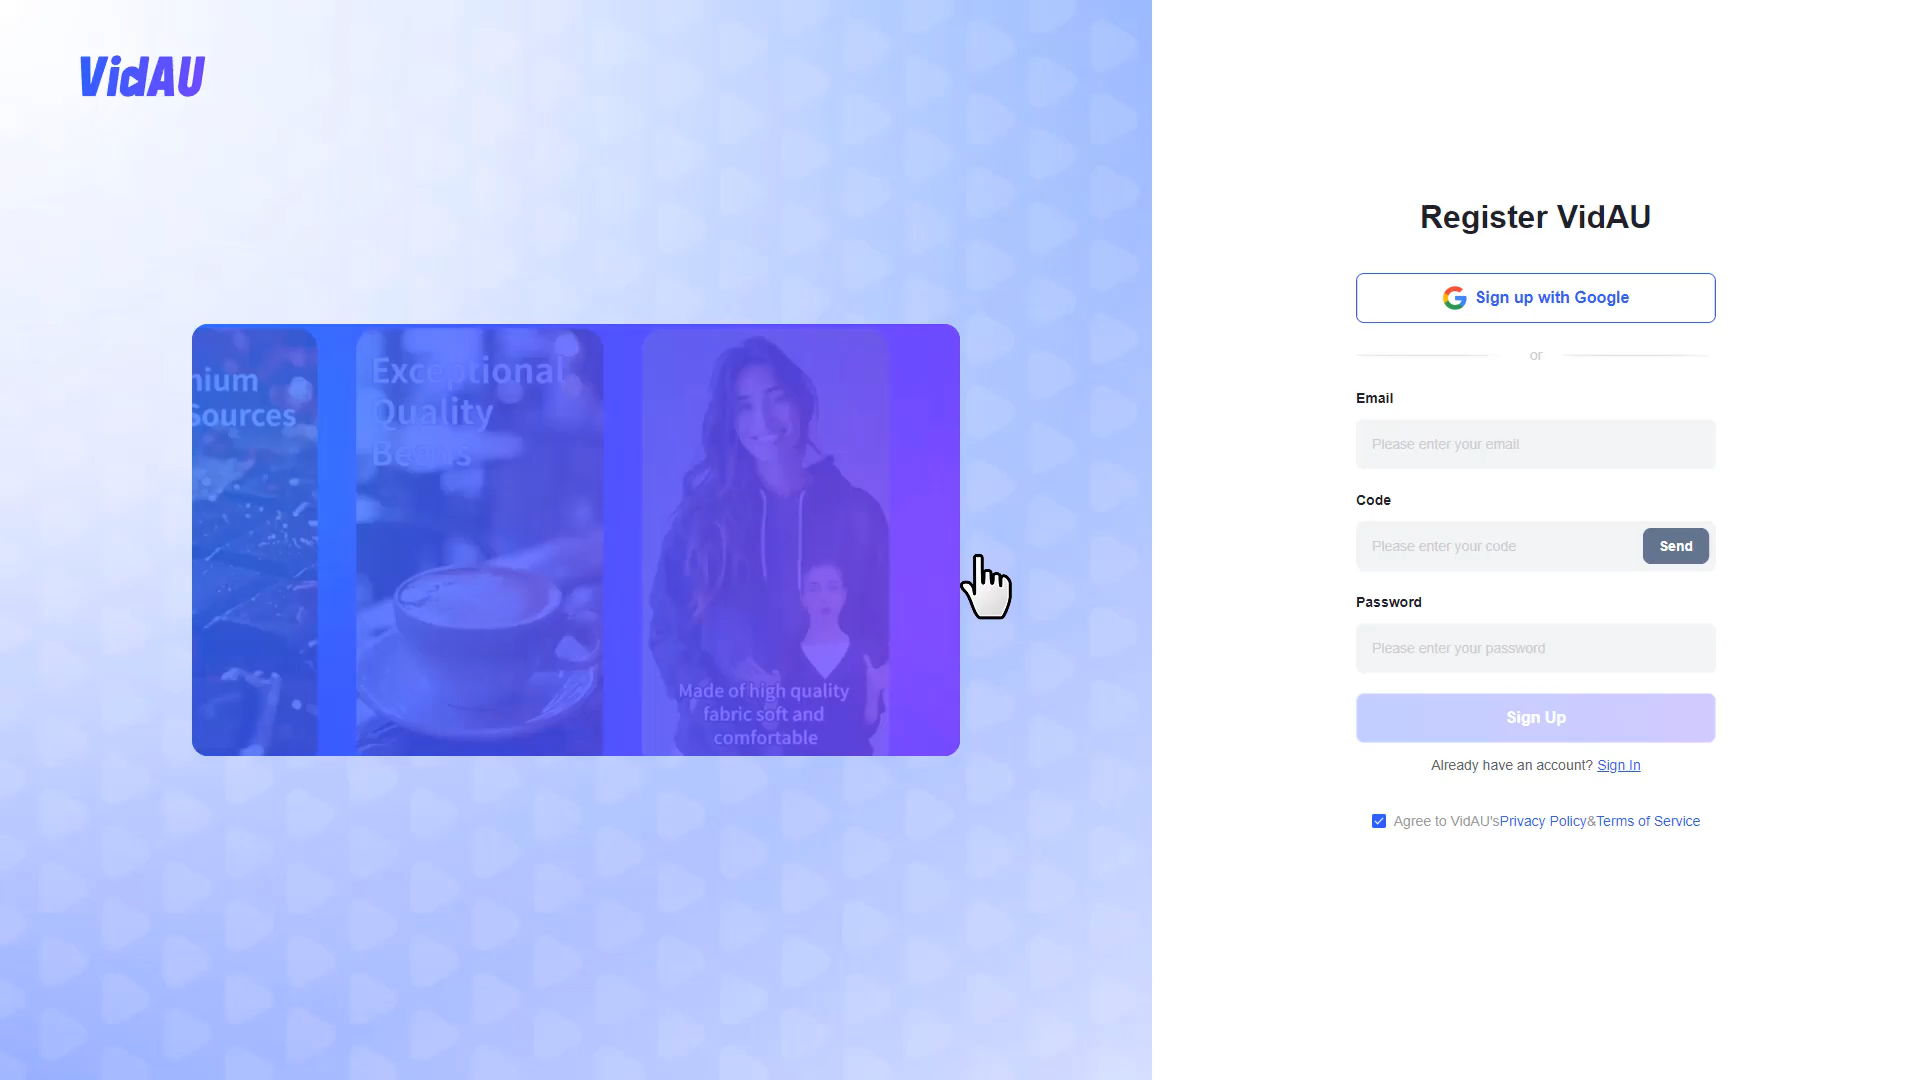 VidAU
nium
Sources
Exceptional
Quality
Beans
Made of high quality
fabric soft and
comfortable
Register VidAU
Sign up with Google
or
Email
Please enter your email
Code
Please enter your code
Send
Password
Please enter your password
Sign Up
Already have an account? Sign In
Agree to VidAU'sPrivacy Policy&Terms of Service